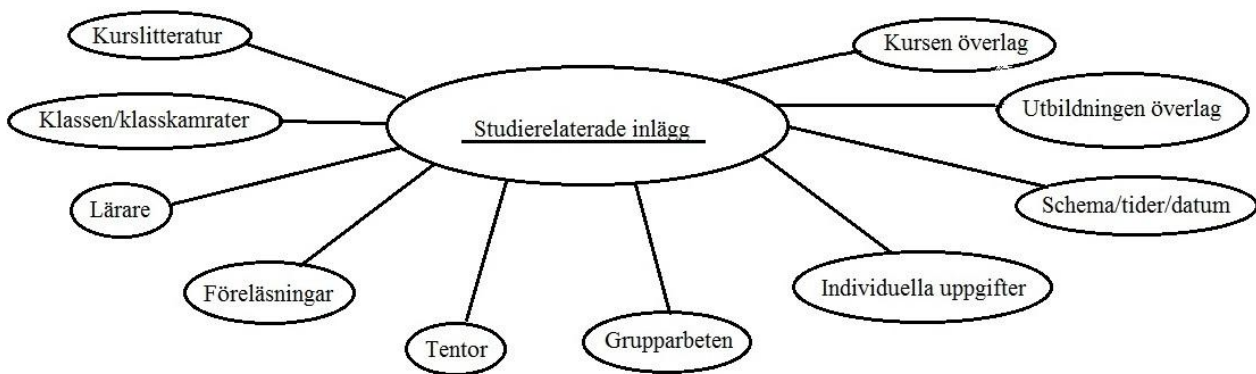 Kurslitteratur
Kursen överlag
Klassen/klasskamrater
Utbildningen överlag
Studierelaterade inlägg
Lärare
Schema/tider/datum
Föreläsningar
Individuella uppgifter
Tentor
Grupparbeten